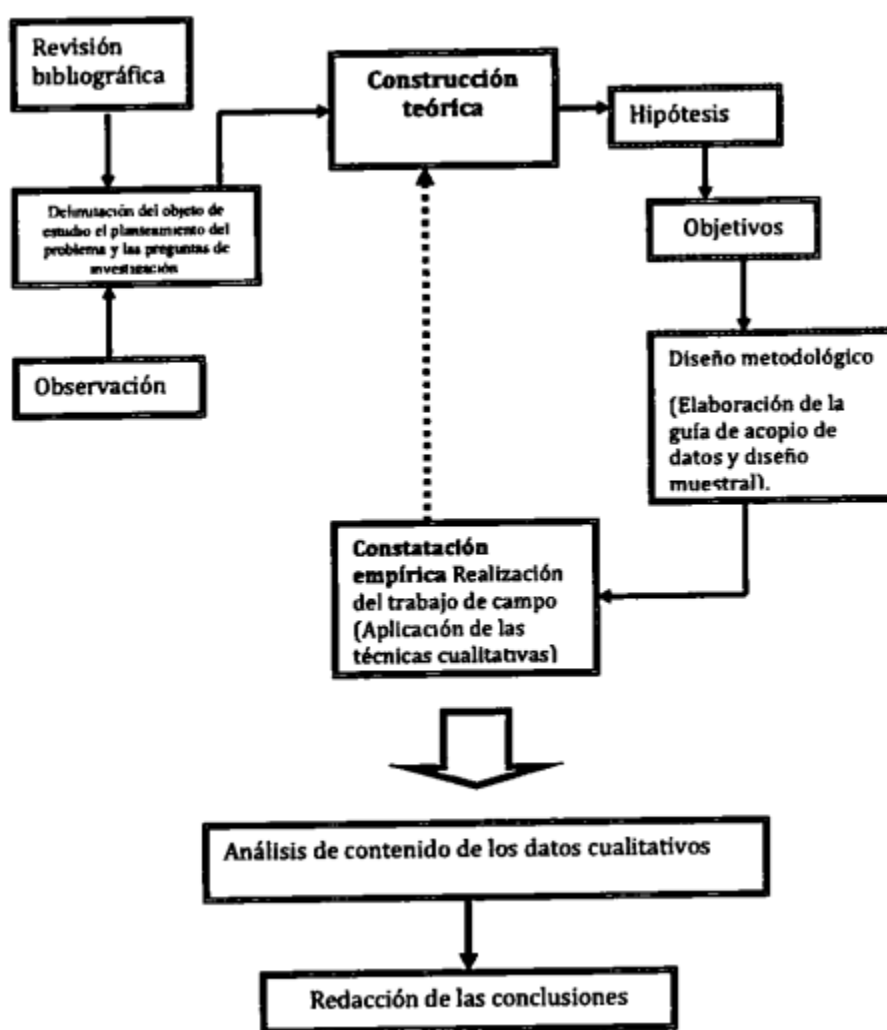 Revisión
bibliográfica
Construcción
teórica
Hipótesis
Delimitación del objeto de
estudio el planteamiento del
problema y las preguntas de
investigación
Objetivos
Observación
Diseño metodológico
(Elaboración de la
guía de acopio de
datos y diseño
muestral).
Constatación
empírica Realización
del trabajo de campo
(Aplicación de las
técnicas cualitativas)
Análisis de contenido de los datos cualitativos
Redacción de las conclusiones